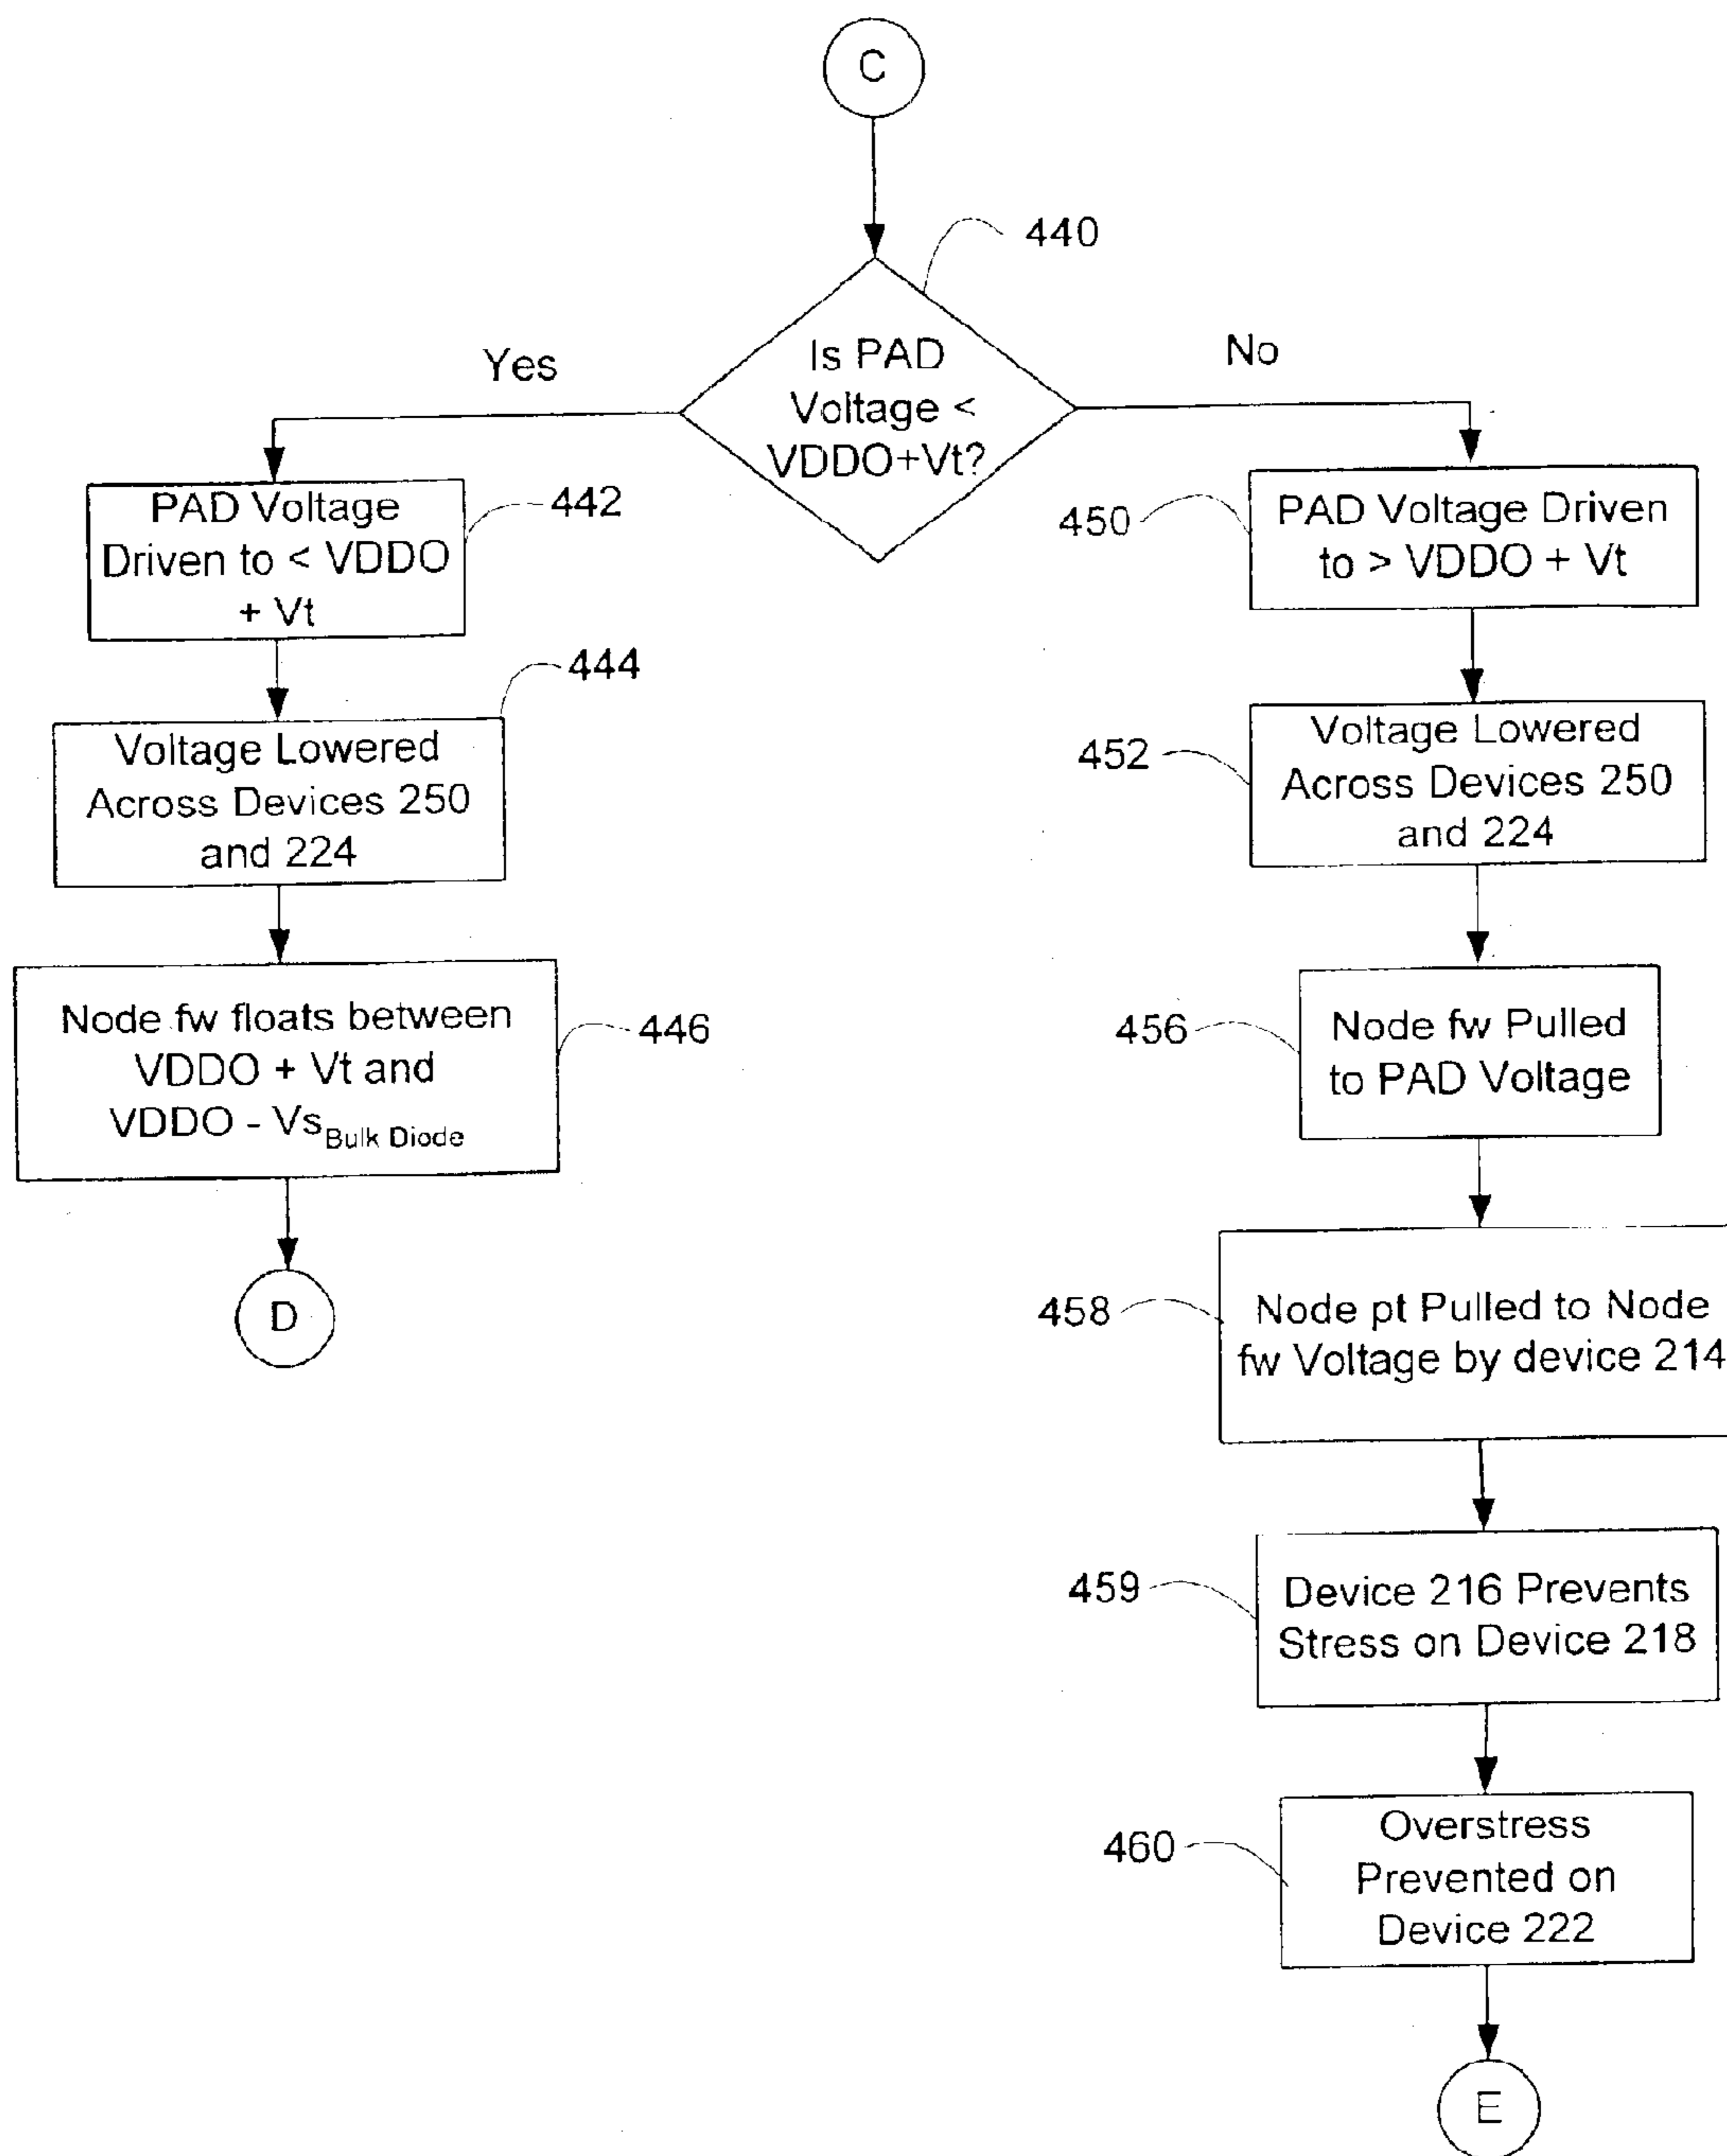 C
440
Is PAD
Voltage <
VDDO+Vt?
Yes
No
PAD Voltage
Driven to < VDDO
+ Vt
442
444
Voltage Lowered
Across Devices 250
and 224
Node fw floats between
VDDO + Vt and
VDDO - VsBulk Diode
446
D
450
PAD Voltage Driven
to > VDDO + Vt
452
Voltage Lowered
Across Devices 250
and 224
456
Node fw Pulled
to PAD Voltage
458
Node pt Pulled to Node
fw Voltage by device 214
459
Device 216 Prevents
Stress on Device 218
460
Overstress
Prevented on
Device 222
E